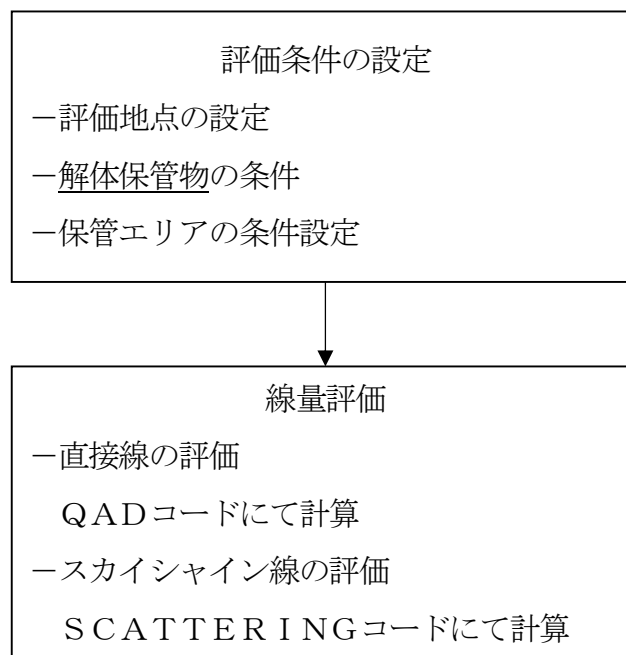 評価条件の設定
－評価地点の設定
－解体保管物の条件
－保管エリアの条件設定
線量評価
－直接線の評価
ＱＡＤコードにて計算
－スカイシャイン線の評価
ＳＣＡＴＴＥＲＩＮＧコードにて計算